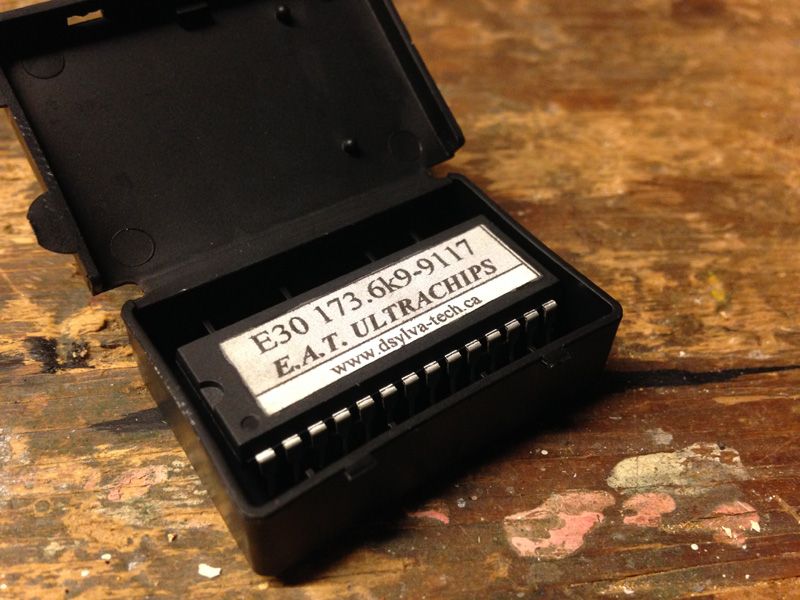 E30 173.6k9-9117
E.A.T. ULTRACHIPS
www.dsylva-tech.ca